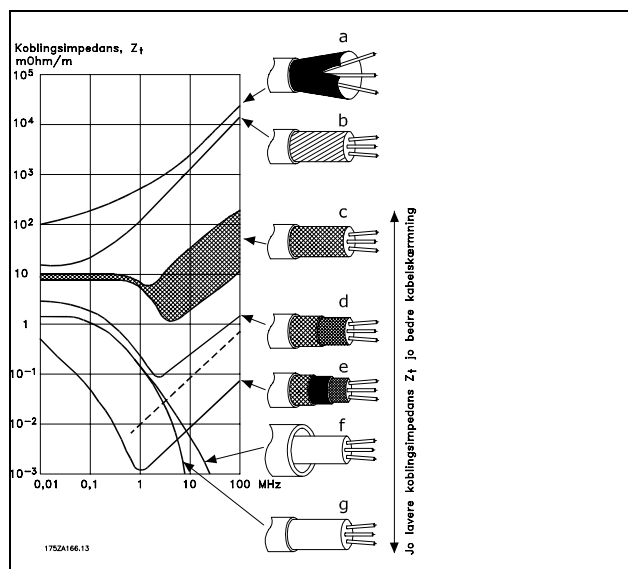 Koblingsimpedans, Zt
mOhm/m
10⁵
10⁴
10³
10²
10
1
10⁻¹
10⁻²
10⁻³
0,01 0,1 1 10 100 MHz
a
b
c
d
e
f
g
Jo lavere koblingsimpedans Zt jo bedre kabelskærmning
175ZA166.13